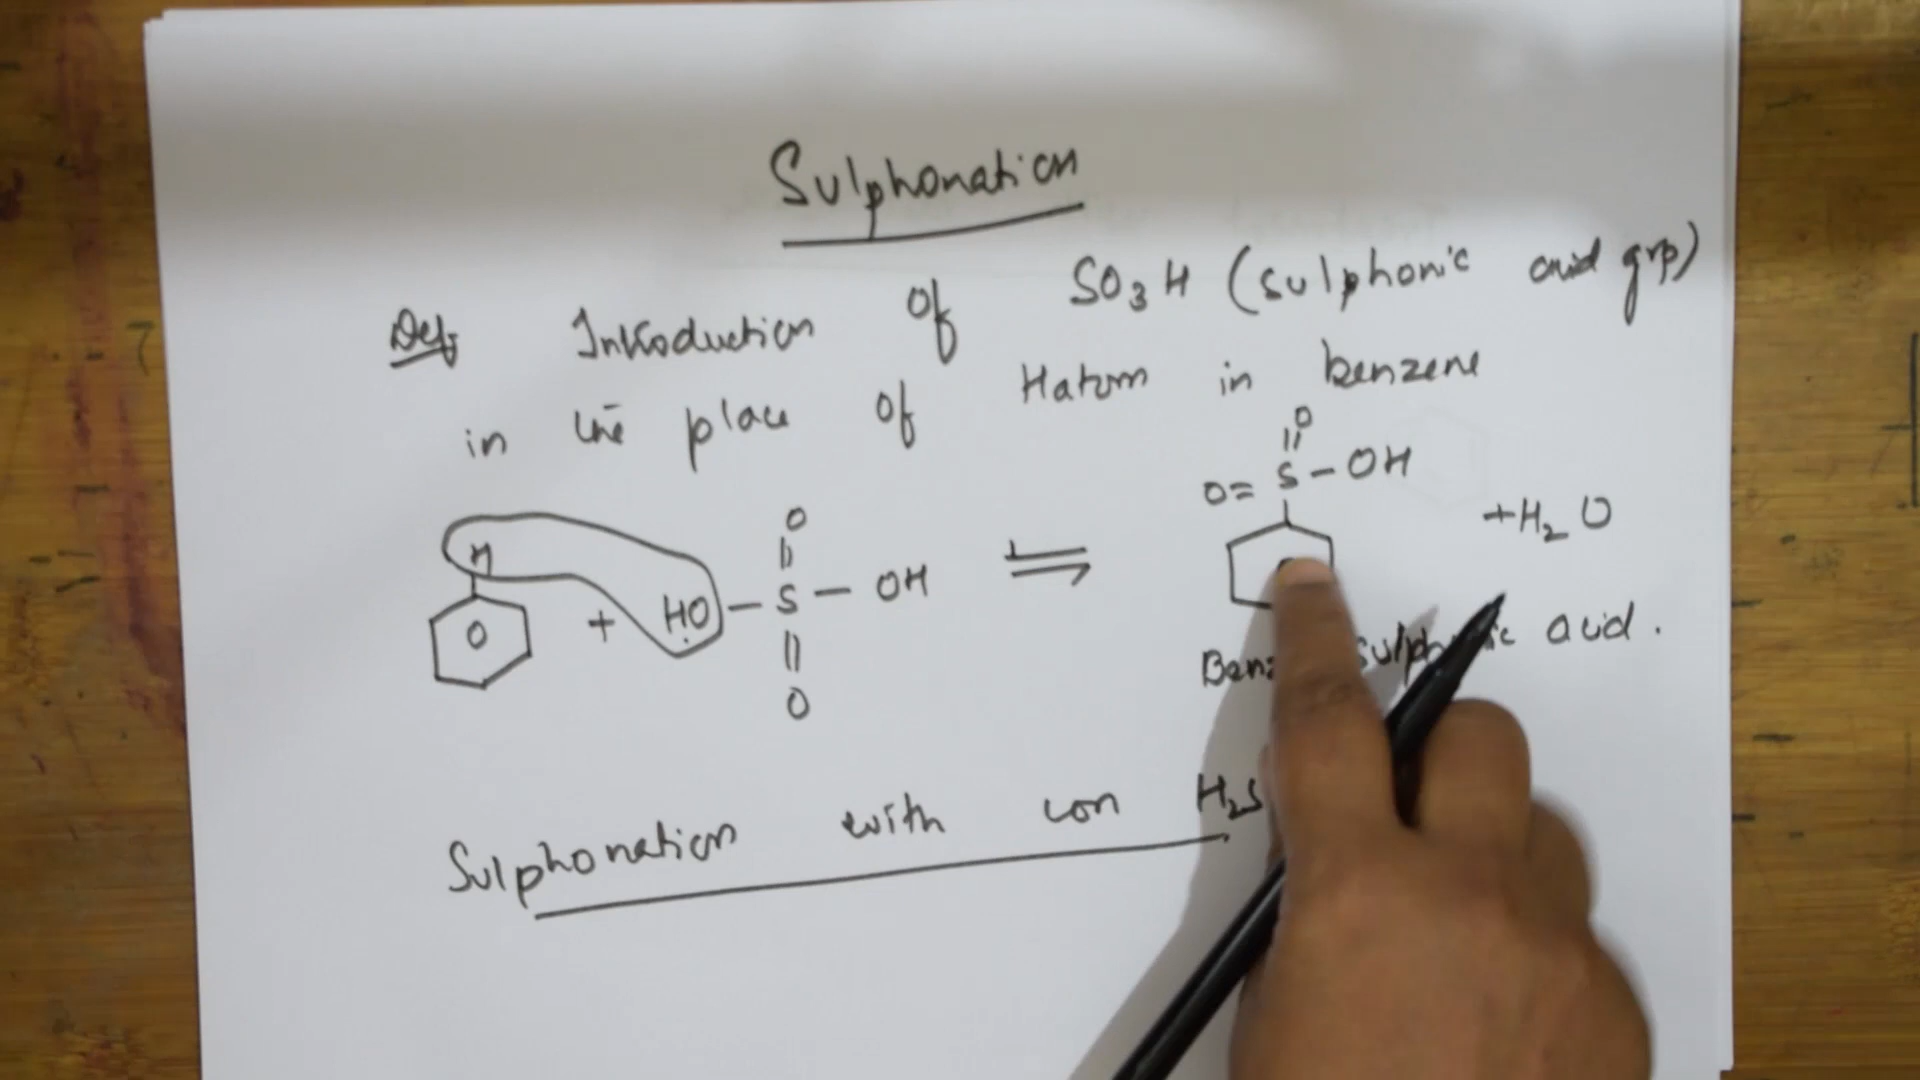 Sulphonation
Def Introduction of SO3H (sulphonic acid grp)
in the place of H atom in benzene
O
O= S - OH
H O + H2O
O + HO - S - OH ⇌
O
acid.
Sulphonation with con